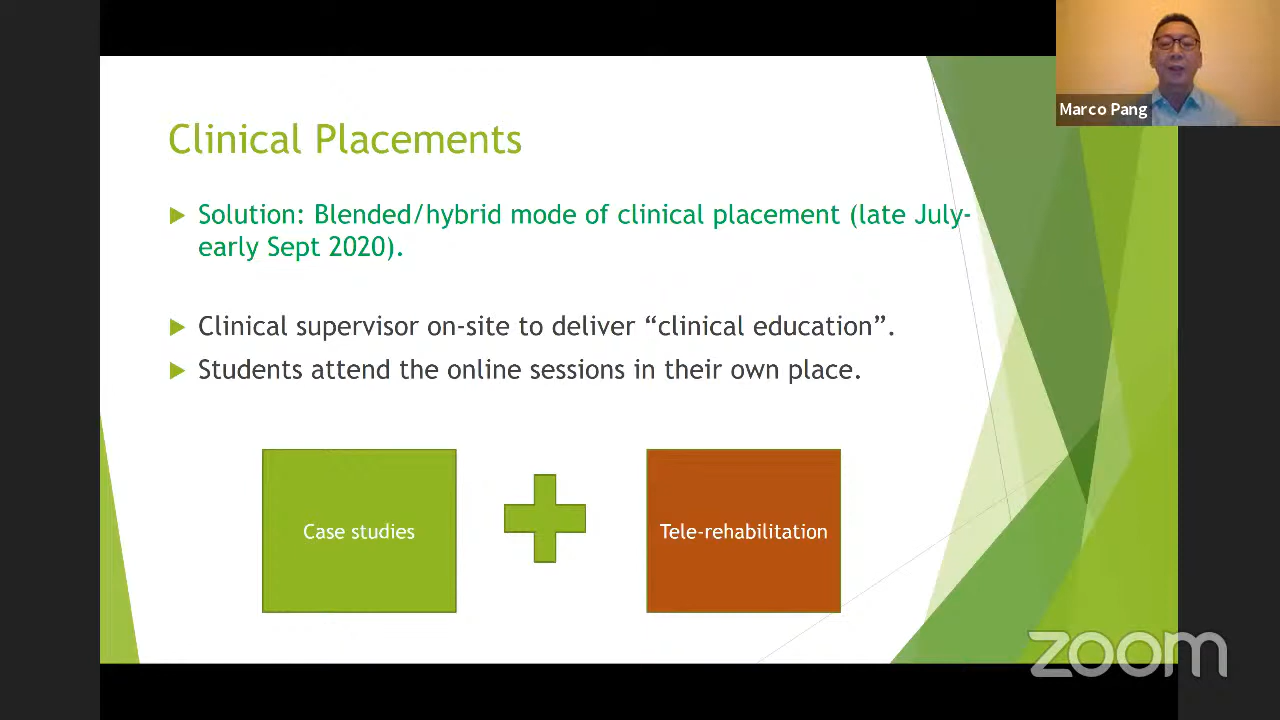 Marco Pang
Clinical Placements
Solution: Blended/hybrid mode of clinical placement (late July-
early Sept 2020).
Clinical supervisor on-site to deliver “clinical education”.
Students attend the online sessions in their own place.
Case studies
Tele-rehabilitation
zoom